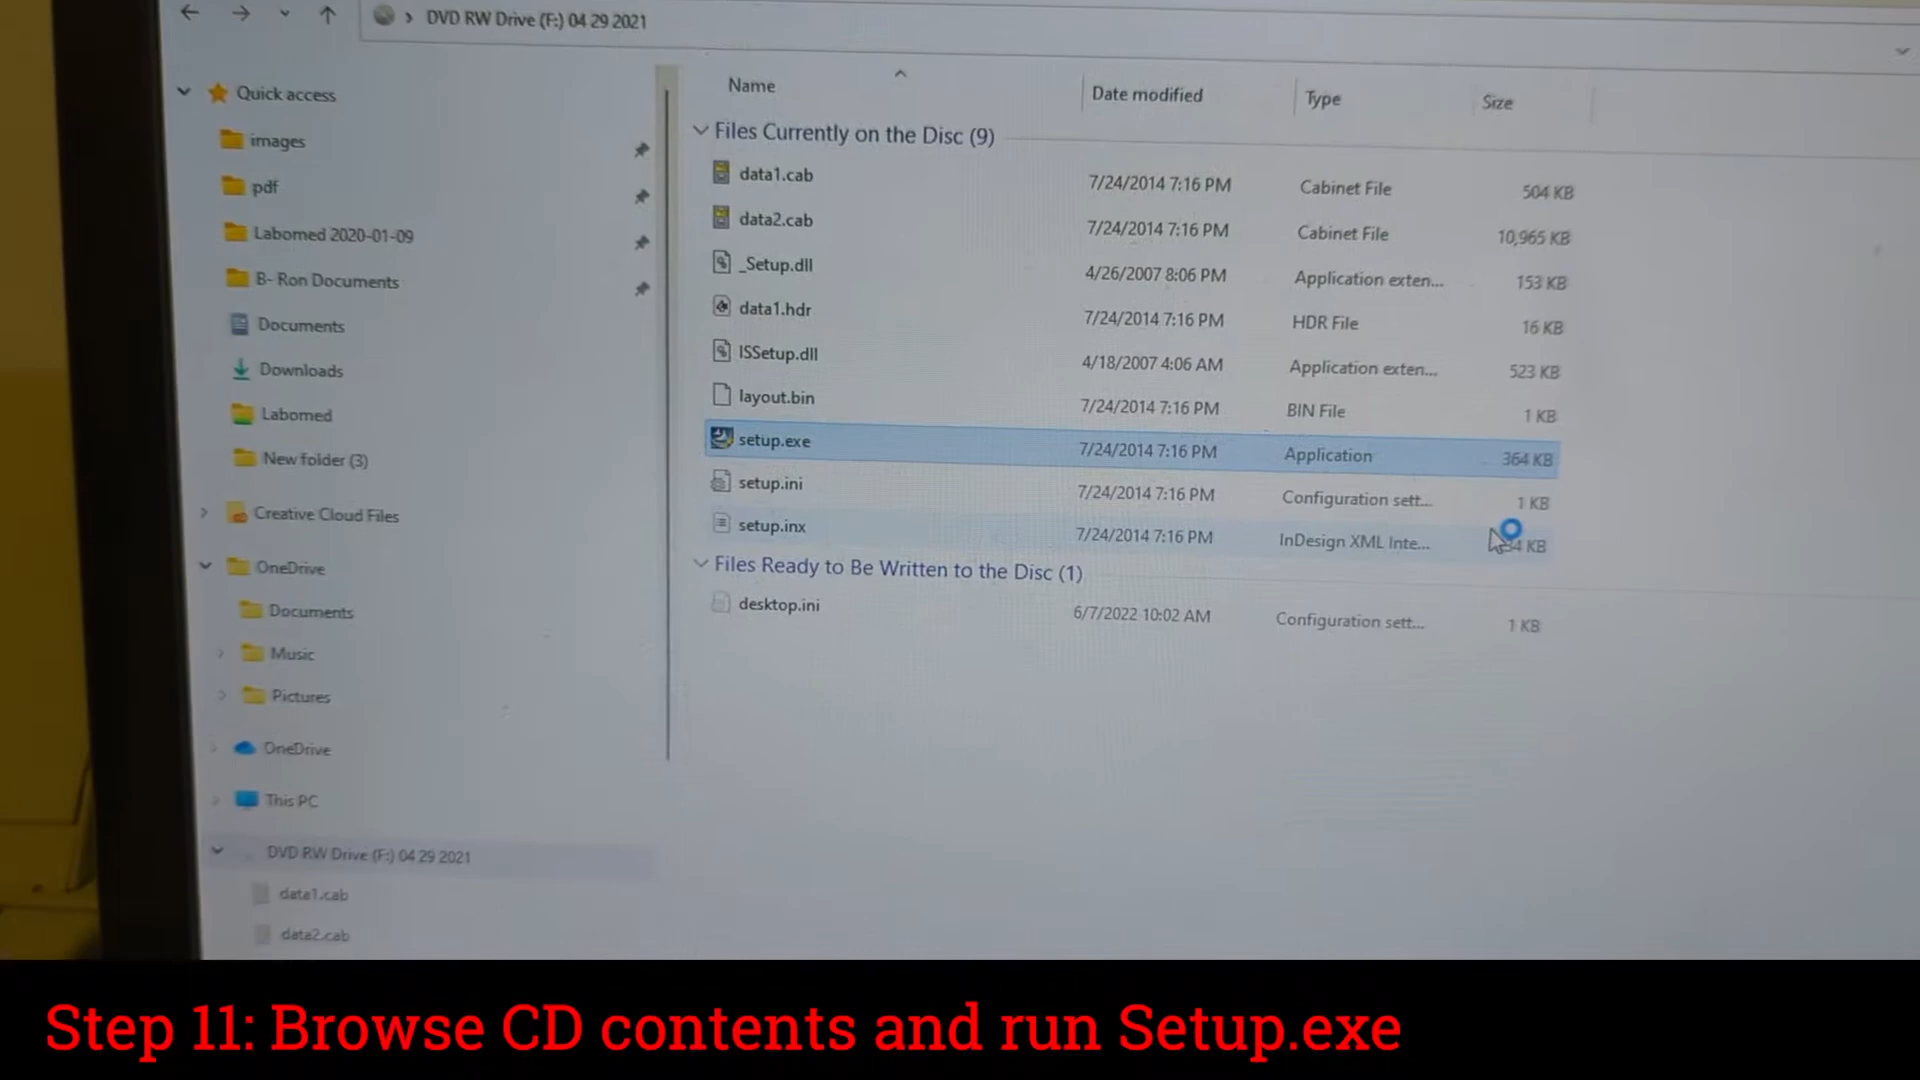 DVD RW Drive (F:) 04 29 2021
Name Date modified Type Size
Quick access
images
pdf
Labomed 2020-01-09
B- Ron Documents
Documents
Downloads
Labomed
New folder (3)
Creative Cloud Files
OneDrive
Documents
Music
Pictures
OneDrive
This PC
DVD RW Drive (F:) 04 29 2021
data1.cab
data2.cab
Files Currently on the Disc (9)
data1.cab 7/24/2014 7:16 PM Cabinet File 504 KB
data2.cab 7/24/2014 7:16 PM Cabinet File 10,965 KB
_Setup.dll 4/26/2007 8:06 PM Application exten... 153 KB
data1.hdr 7/24/2014 7:16 PM HDR File 16 KB
ISSetup.dll 4/18/2007 4:06 AM Application exten... 523 KB
layout.bin 7/24/2014 7:16 PM BIN File 1 KB
setup.exe 7/24/2014 7:16 PM Application 364 KB
setup.ini 7/24/2014 7:16 PM Configuration sett... 1 KB
setup.inx 7/24/2014 7:16 PM InDesign XML Inte... KB
Files Ready to Be Written to the Disc (1)
desktop.ini 6/7/2022 10:02 AM Configuration sett... 1 KB
Step 11: Browse CD contents and run Setup.exe